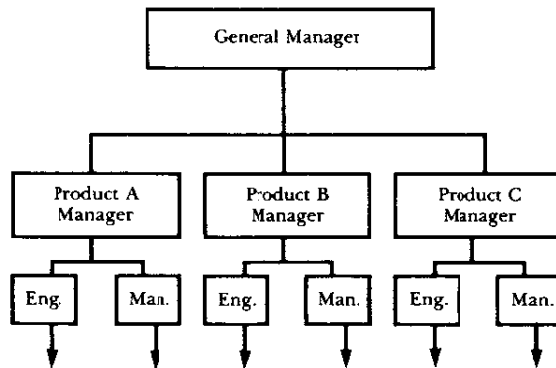 General Manager
Product A
Manager
Product B
Manager
Product C
Manager
Eng.
Man.
Eng.
Man.
Eng.
Man.